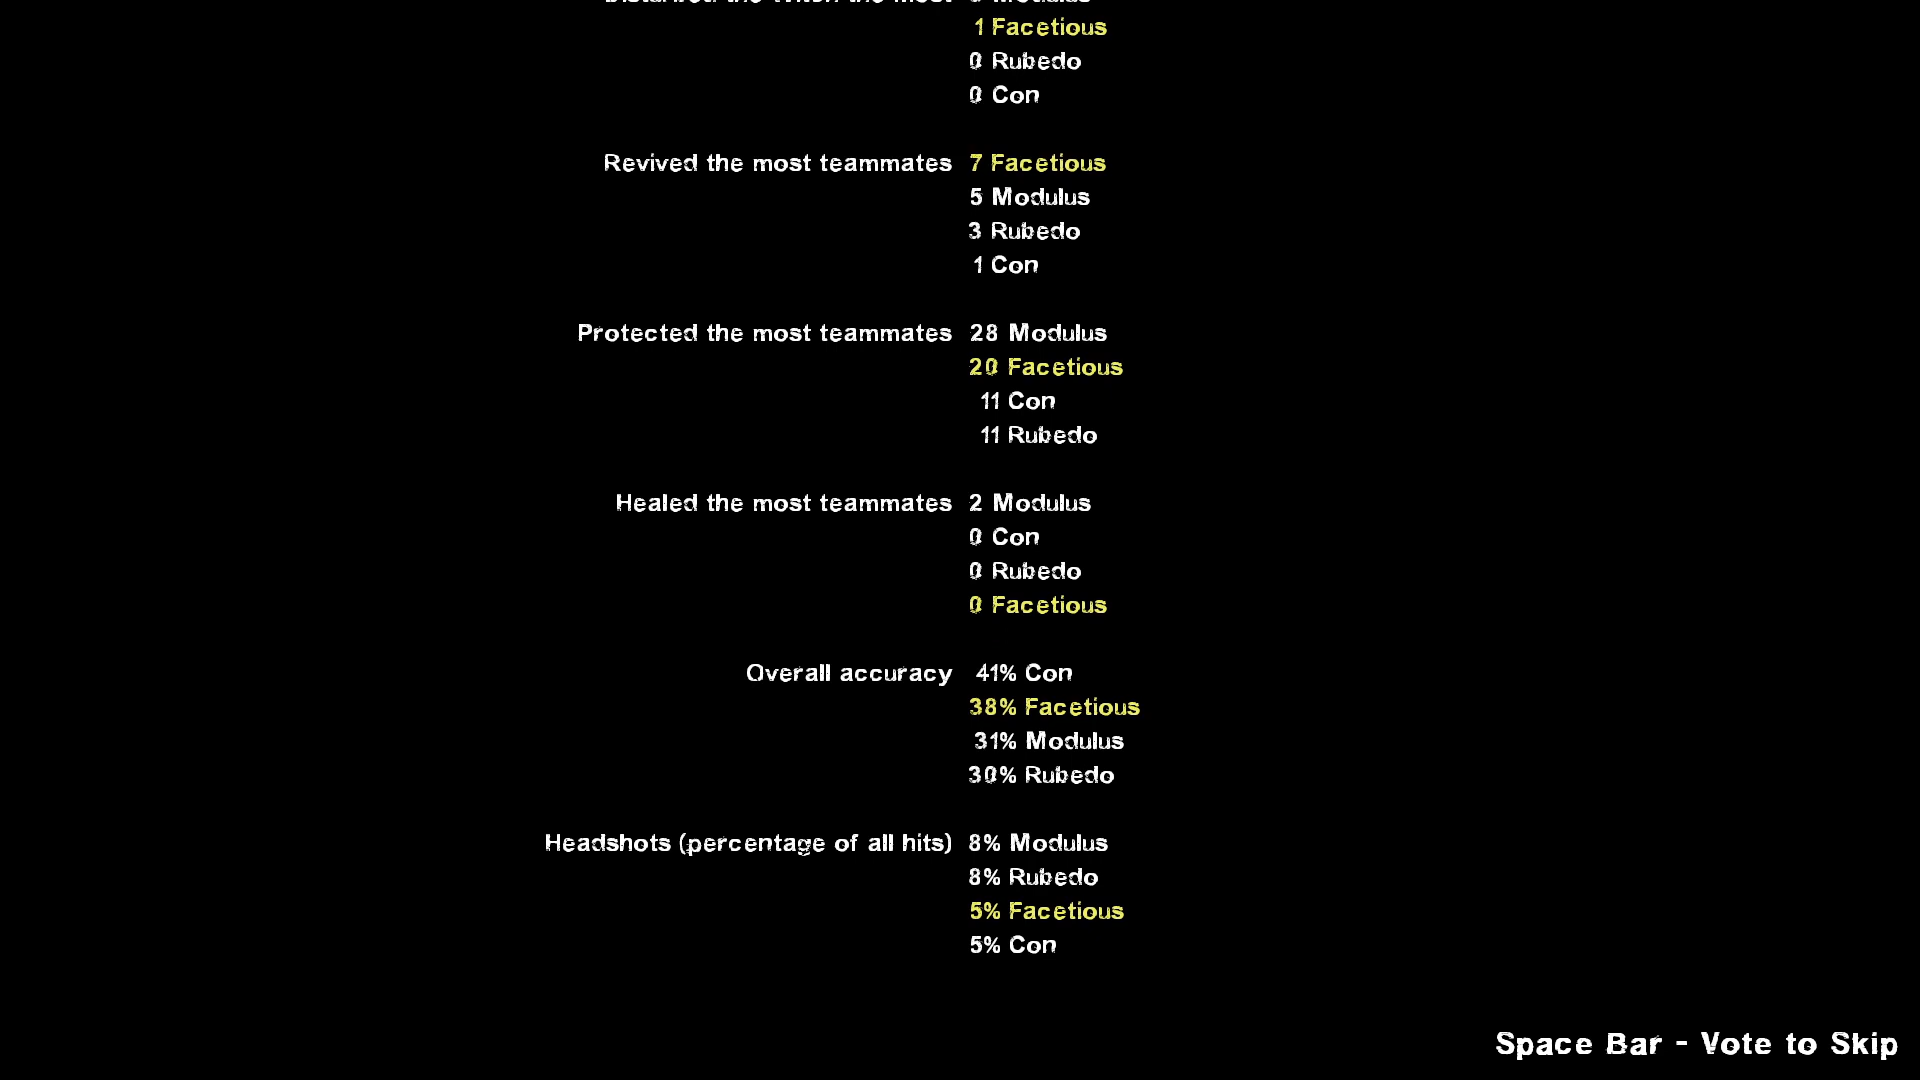 1 Facetious
0 Rubedo
0 Con
Revived the most teammates 7 Facetious
5 Modulus
3 Rubedo
1 Con
Protected the most teammates 28 Modulus
20 Facetious
11 Con
11 Rubedo
Healed the most teammates 2 Modulus
0 Con
0 Rubedo
0 Facetious
Overall accuracy 41% Con
38% Facetious
31% Modulus
30% Rubedo
Headshots (percentage of all hits) 8% Modulus
8% Rubedo
5% Facetious
5% Con
Space Bar - Vote to Skip